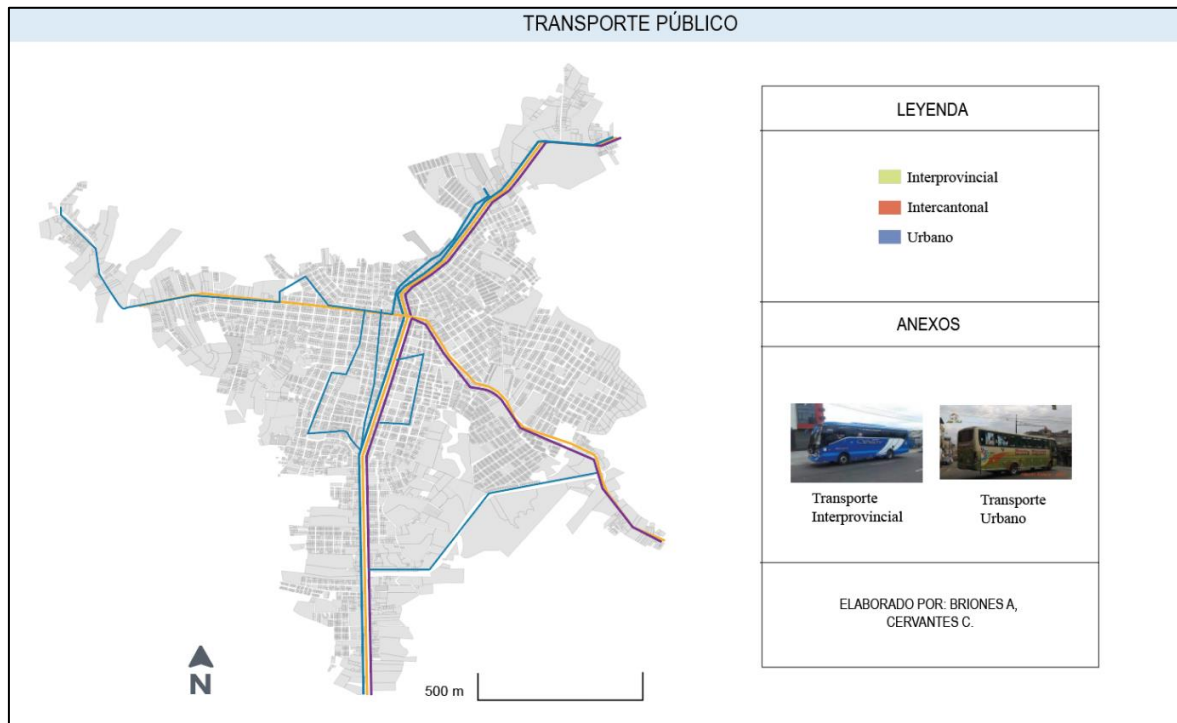 TRANSPORTE PÚBLICO
LEYENDA
Interprovincial
Intercantonal
Urbano
ANEXOS
Transporte
Interprovincial
Transporte
Urbano
ELABORADO POR: BRIONES A,
CERVANTES C.
N
500 m